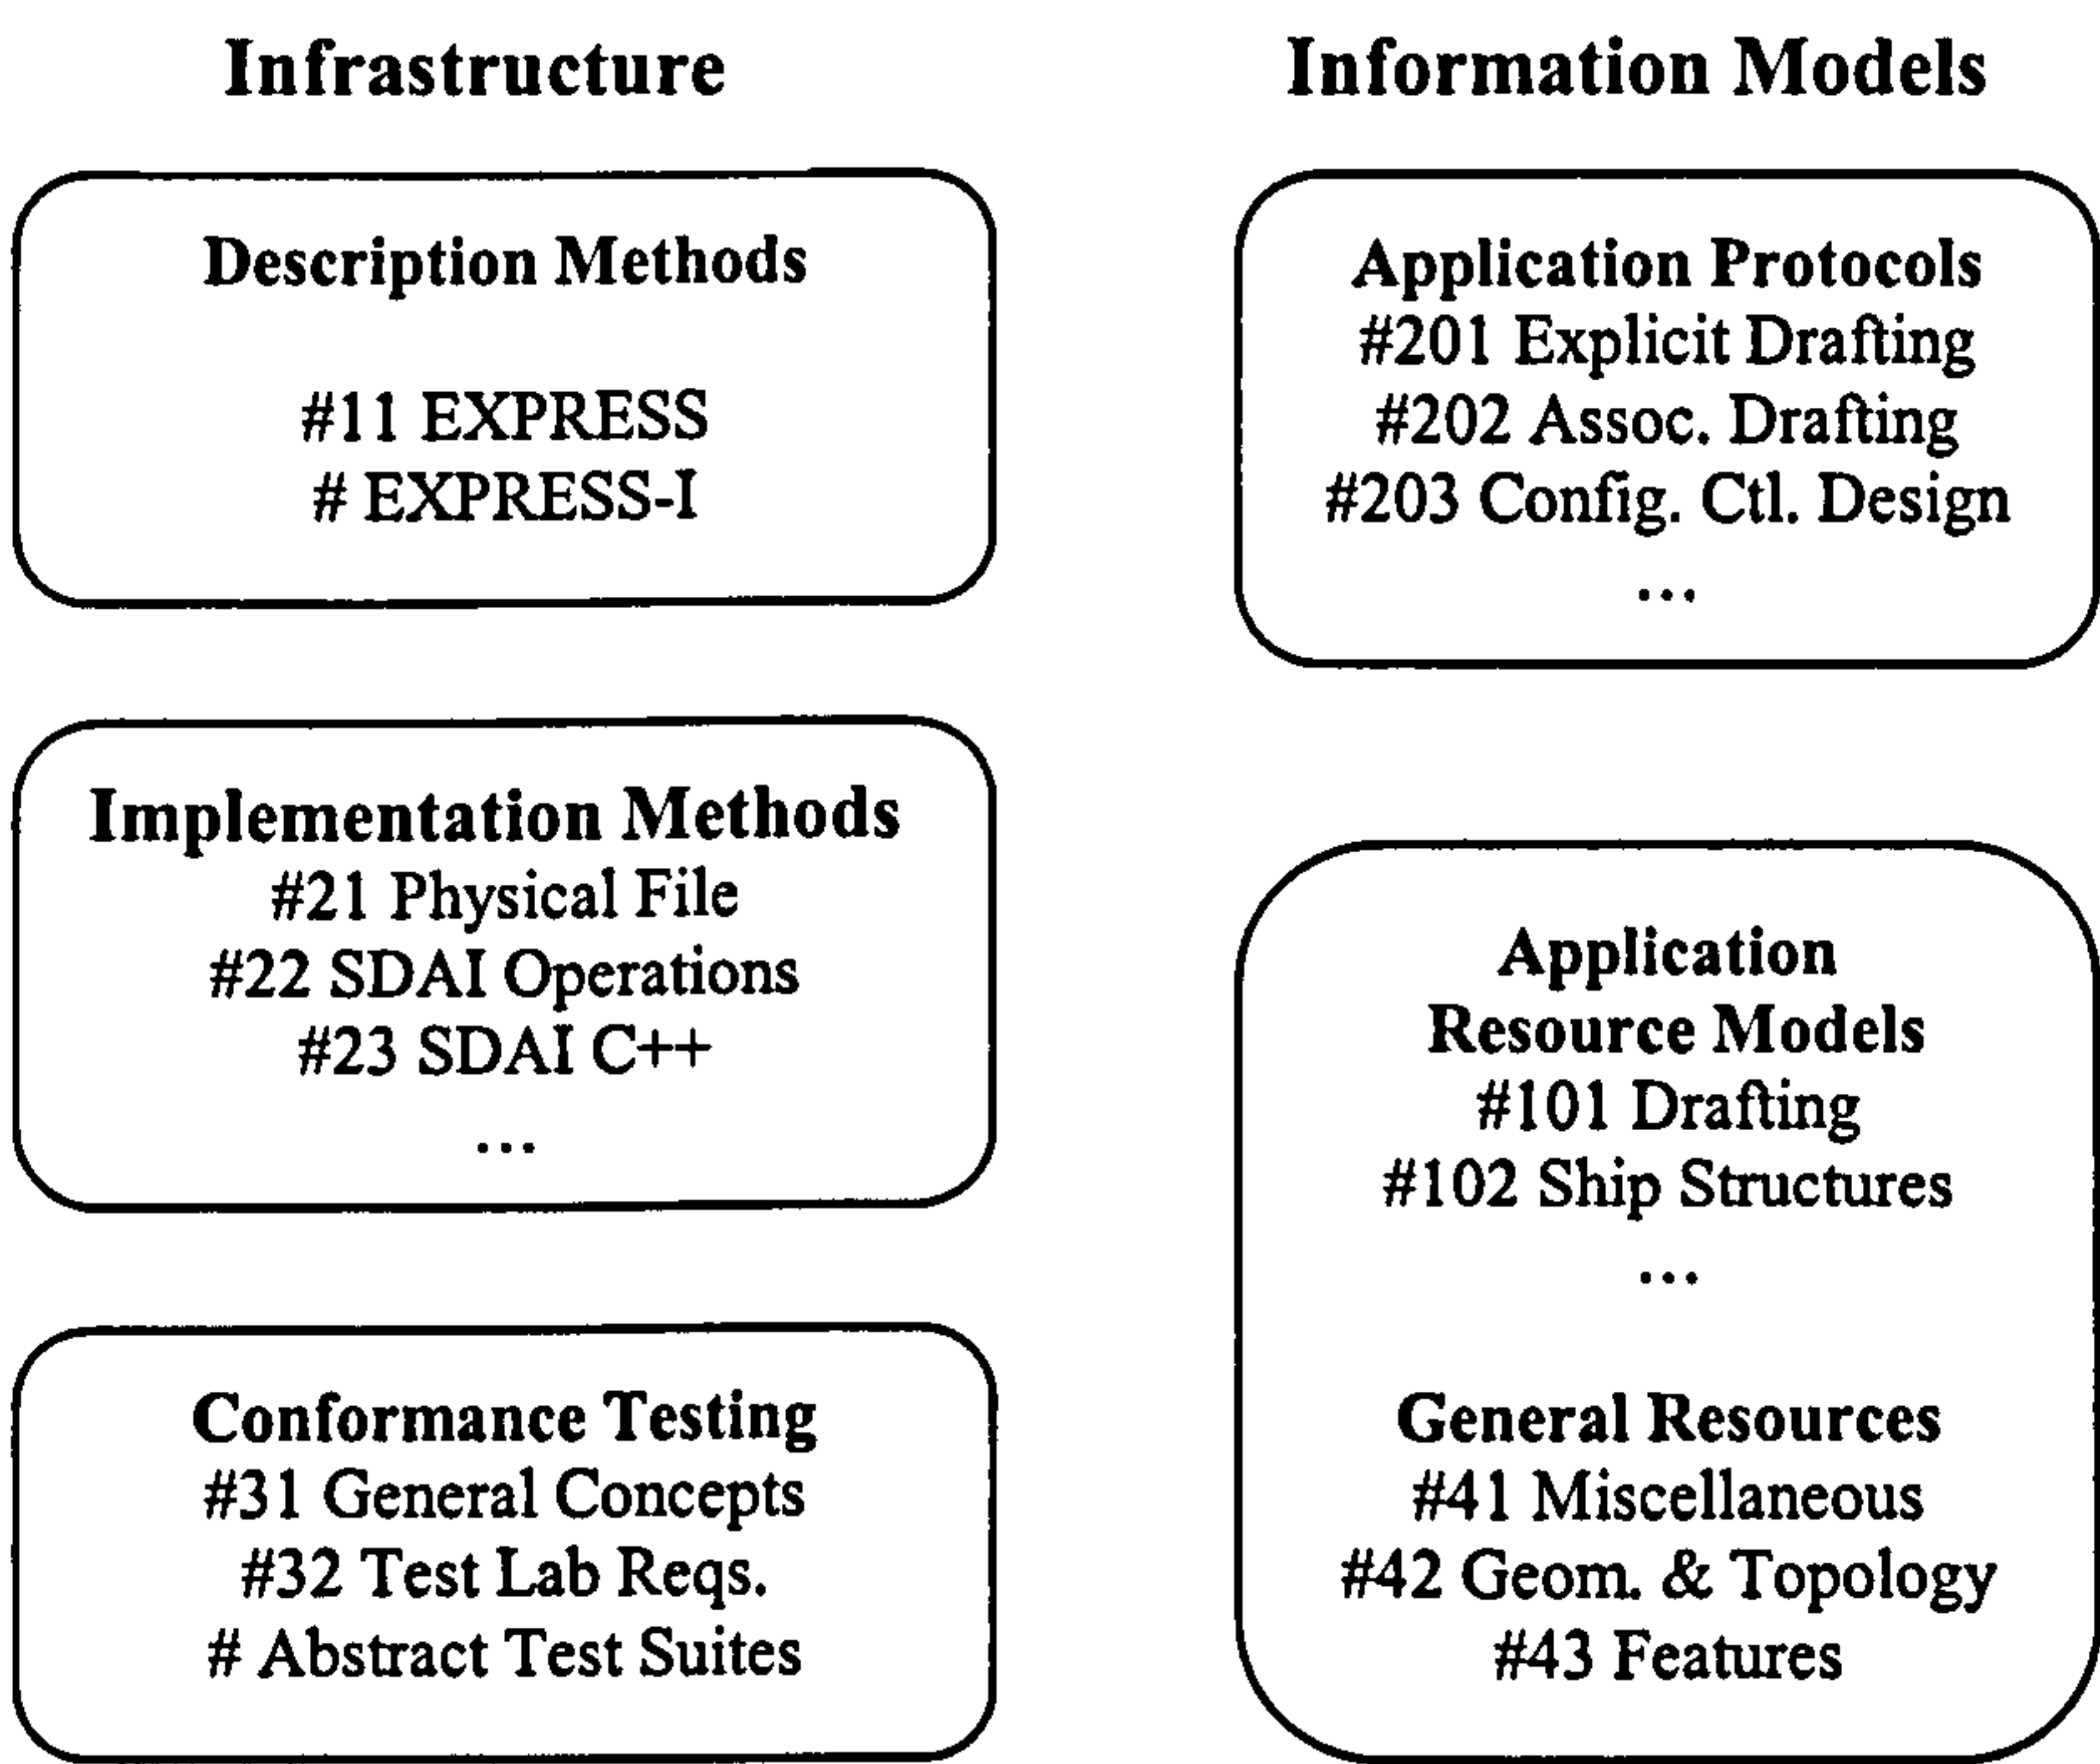 Infrastructure
Description Methods
#11 EXPRESS
# EXPRESS-I
Implementation Methods
#21 Physical File
#22 SDAI Operations
#23 SDAI C++
...
Conformance Testing
#31 General Concepts
#32 Test Lab Reqs.
# Abstract Test Suites
Information Models
Application Protocols
#201 Explicit Drafting
#202 Assoc. Drafting
#203 Config. Ctl. Design
...
Application
Resource Models
#101 Drafting
#102 Ship Structures
...
General Resources
#41 Miscellaneous
#42 Geom. & Topology
#43 Features